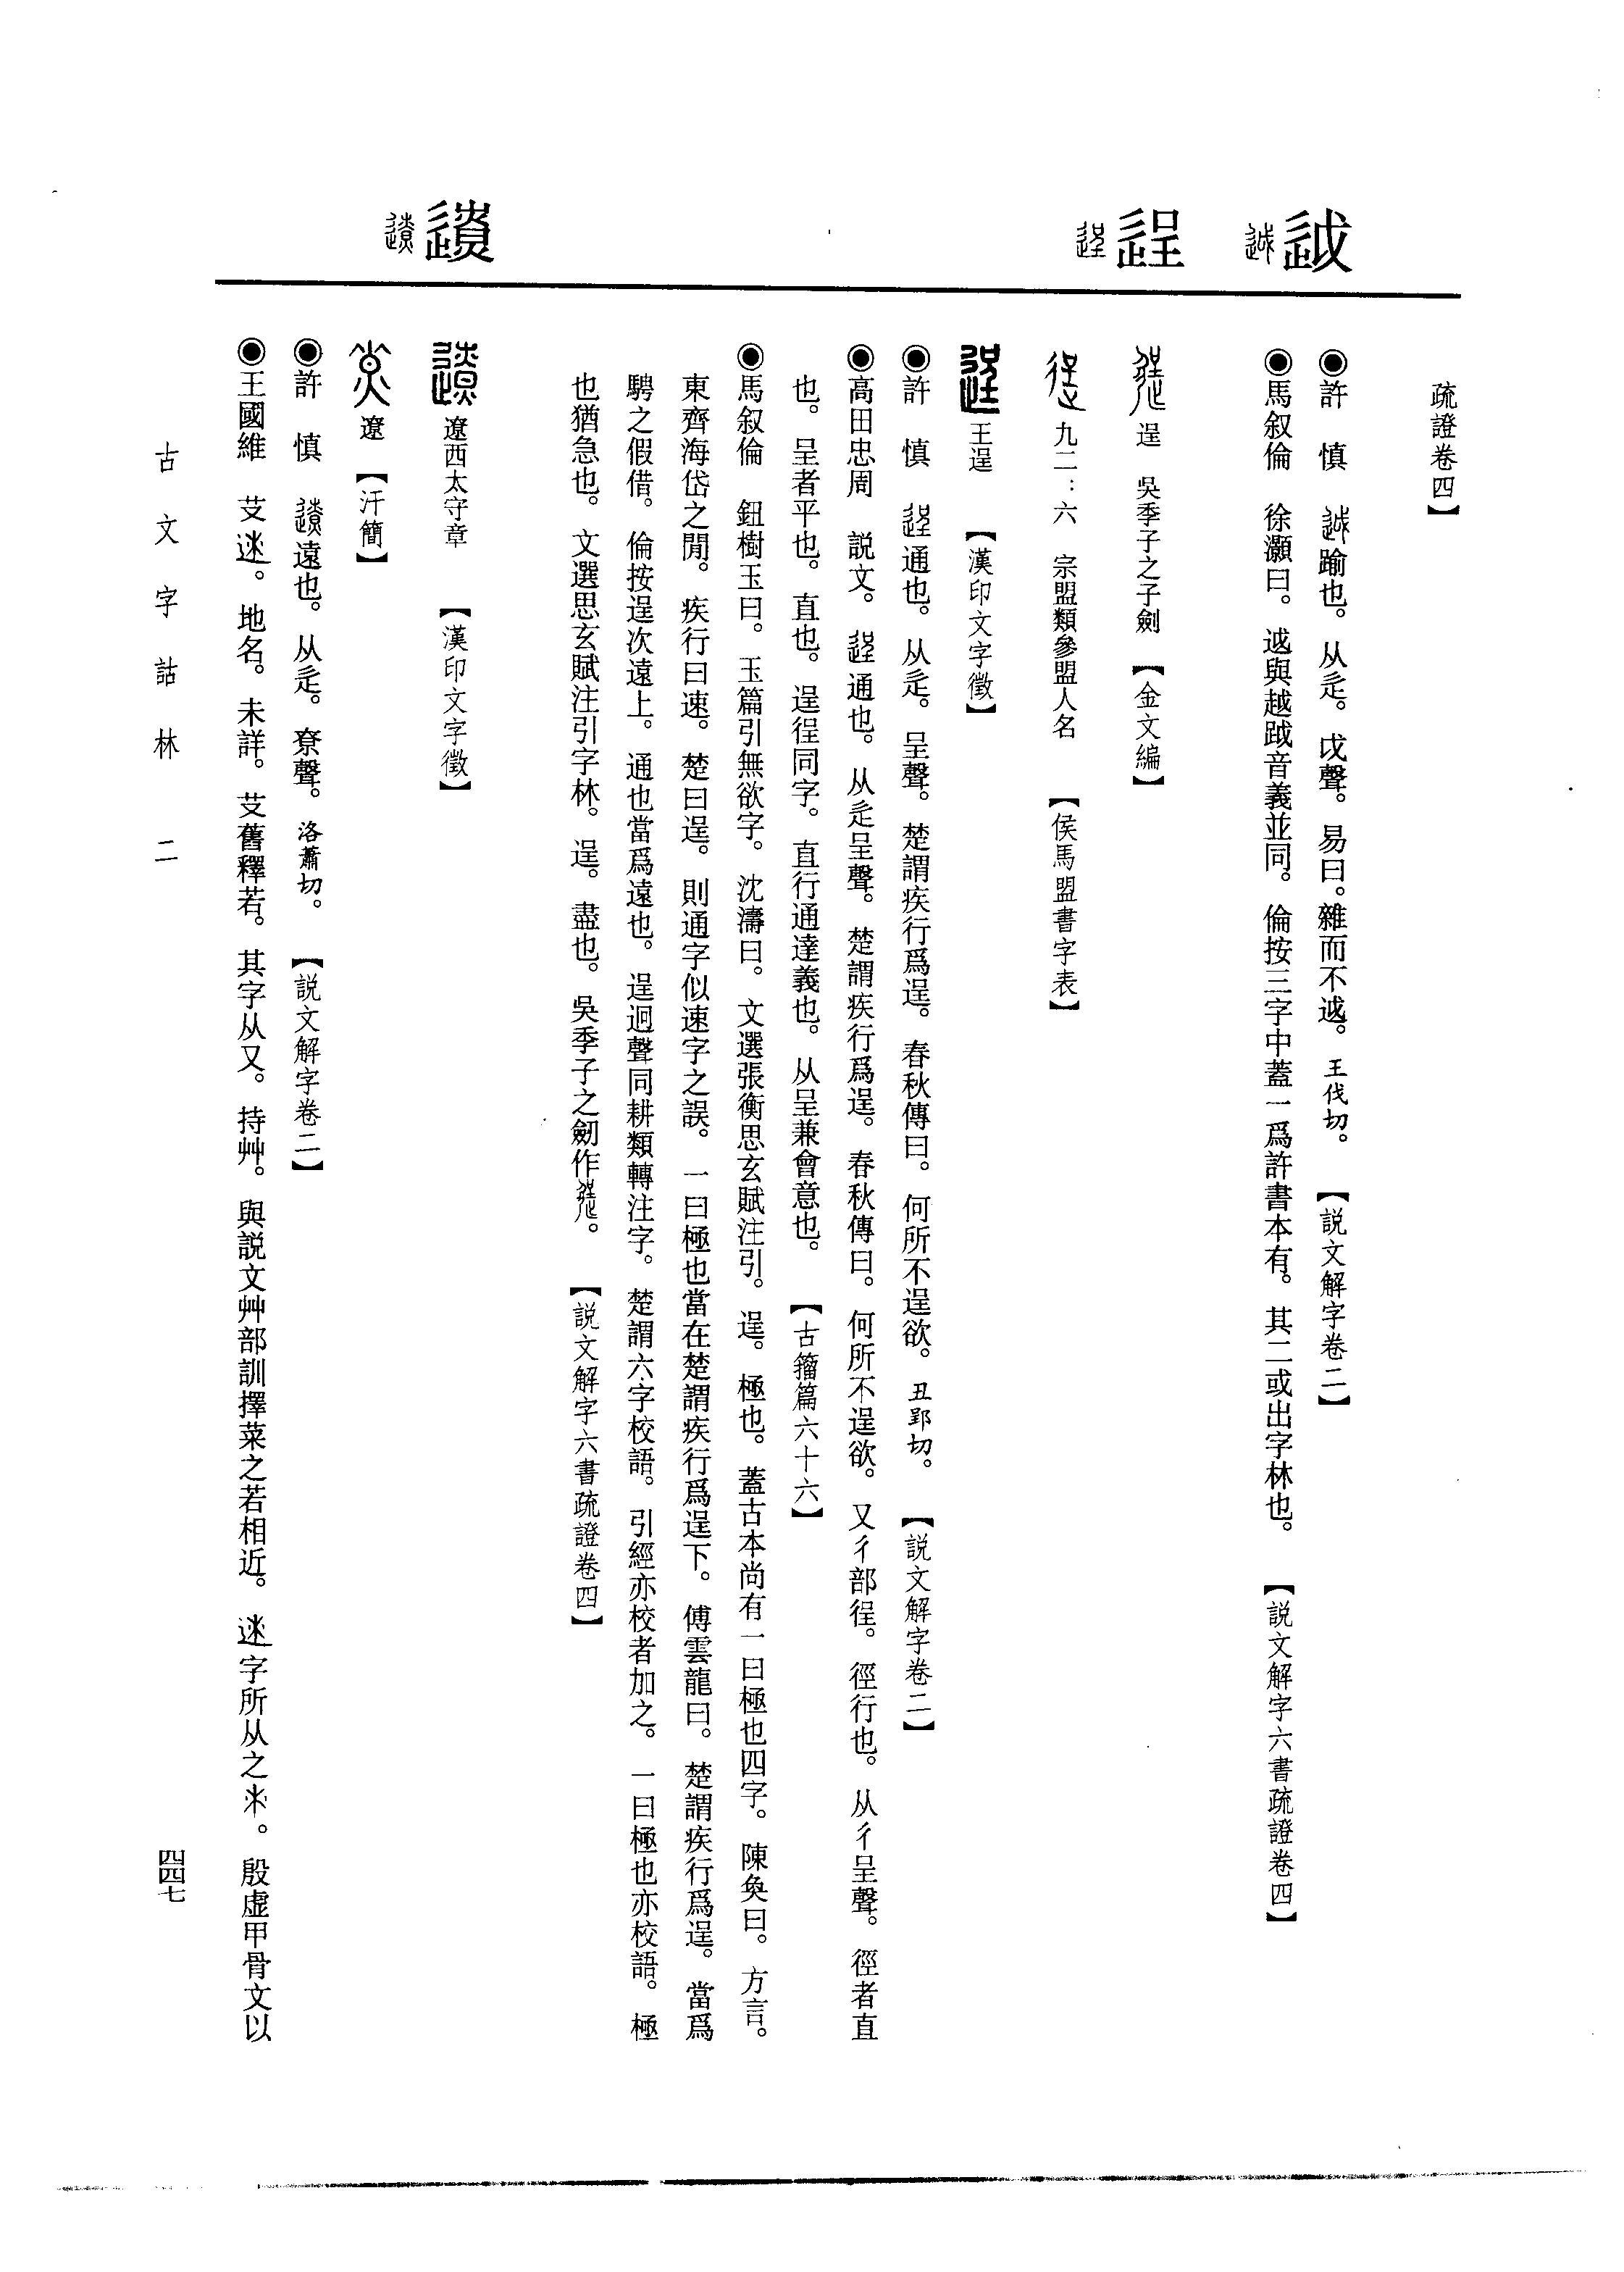 疏證卷四】
䟠
◉許　慎　踰也。从辵。戉聲。易曰。雜而不䟠。王伐切。【説文解字卷二】
◉馬叙倫　徐灝曰。與越䟠音義並同。倫按三字中蓋一爲許書本有。其二或出字林也。【説文解字六書疏證卷四】
逞
逞　吳季子之子劍　【金文編】
九二：六　宗盟類參盟人名　【侯馬盟書字表】
王逞　【漢印文字徵】
◉許　慎　通也。从辵。呈聲。楚謂疾行爲逞。春秋傳曰。何所不逞欲。丑郢切。【説文解字卷二】
◉高田忠周　説文。通也。从辵呈聲。楚謂疾行爲逞。春秋傳曰。何所不逞欲。又彳部徎。徑行也。从彳呈聲。徑者直
也。呈者平也。直也。逞徎同字。直行通達義也。从呈兼會意也。【古籀篇六十六】
◉馬叙倫　鈕樹玉曰。玉篇引無欲字。沈濤曰。文選張衡思玄賦注引。逞。極也。蓋古本尚有一曰極也四字。陳奐曰。方言。
東齊海岱之閒。疾行曰速。楚曰逞。則通字似速字之誤。一曰極也當在楚謂疾行爲逞下。傅雲龍曰。楚謂疾行爲逞。當爲
騁之假借。倫按逞次遠上。通也當爲遠也。逞迥聲同耕類轉注字。楚謂六字校語。引經亦校者加之。一曰極也亦校語。極
也猶急也。文選思玄賦注引字林。逞。盡也。吳季子之劒作。【説文解字六書疏證卷四】
遼
遼西太守章　【漢印文字徵】
遼　【汗簡】
◉許　慎　遠也。从辵。尞聲。洛蕭切。【説文解字卷二】
◉王國維　芆。地名。未詳。芆舊釋若。其字从又。持艸。與説文艸部訓擇菜之若相近。字所从之。殷虛甲骨文以
古文字詁林　二
四四七